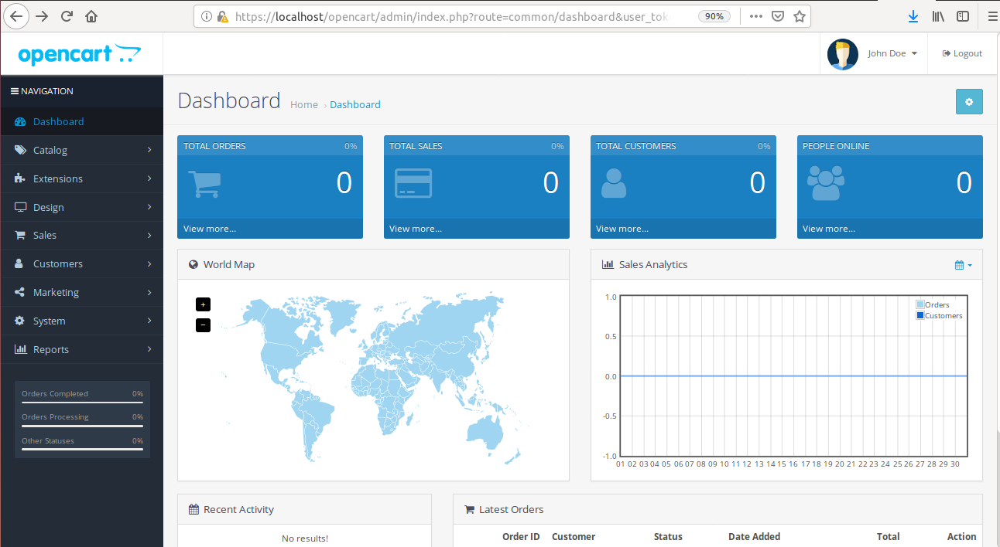 https://localhost/opencart/admin/index.php?route=common/dashboard&user_tok
90%
opencart
John Doe
Logout
NAVIGATION
Dashboard
Catalog
Extensions
Design
Sales
Customers
Marketing
System
Reports
Orders Completed 0%
Orders Processing 0%
Other Statuses 0%
Dashboard
Home › Dashboard
TOTAL ORDERS 0%
0
View more...
TOTAL SALES 0%
0
View more...
TOTAL CUSTOMERS 0%
0
View more...
PEOPLE ONLINE
0
View more...
World Map
+
−
Sales Analytics
1.0
0.5
0.0
-0.5
-1.0
Orders
Customers
01 02 03 04 05 06 07 08 09 10 11 12 13 14 15 16 17 18 19 20 21 22 23 24 25 26 27 28 29 30
Recent Activity
No results!
Latest Orders
Order ID Customer Status Date Added Total Action